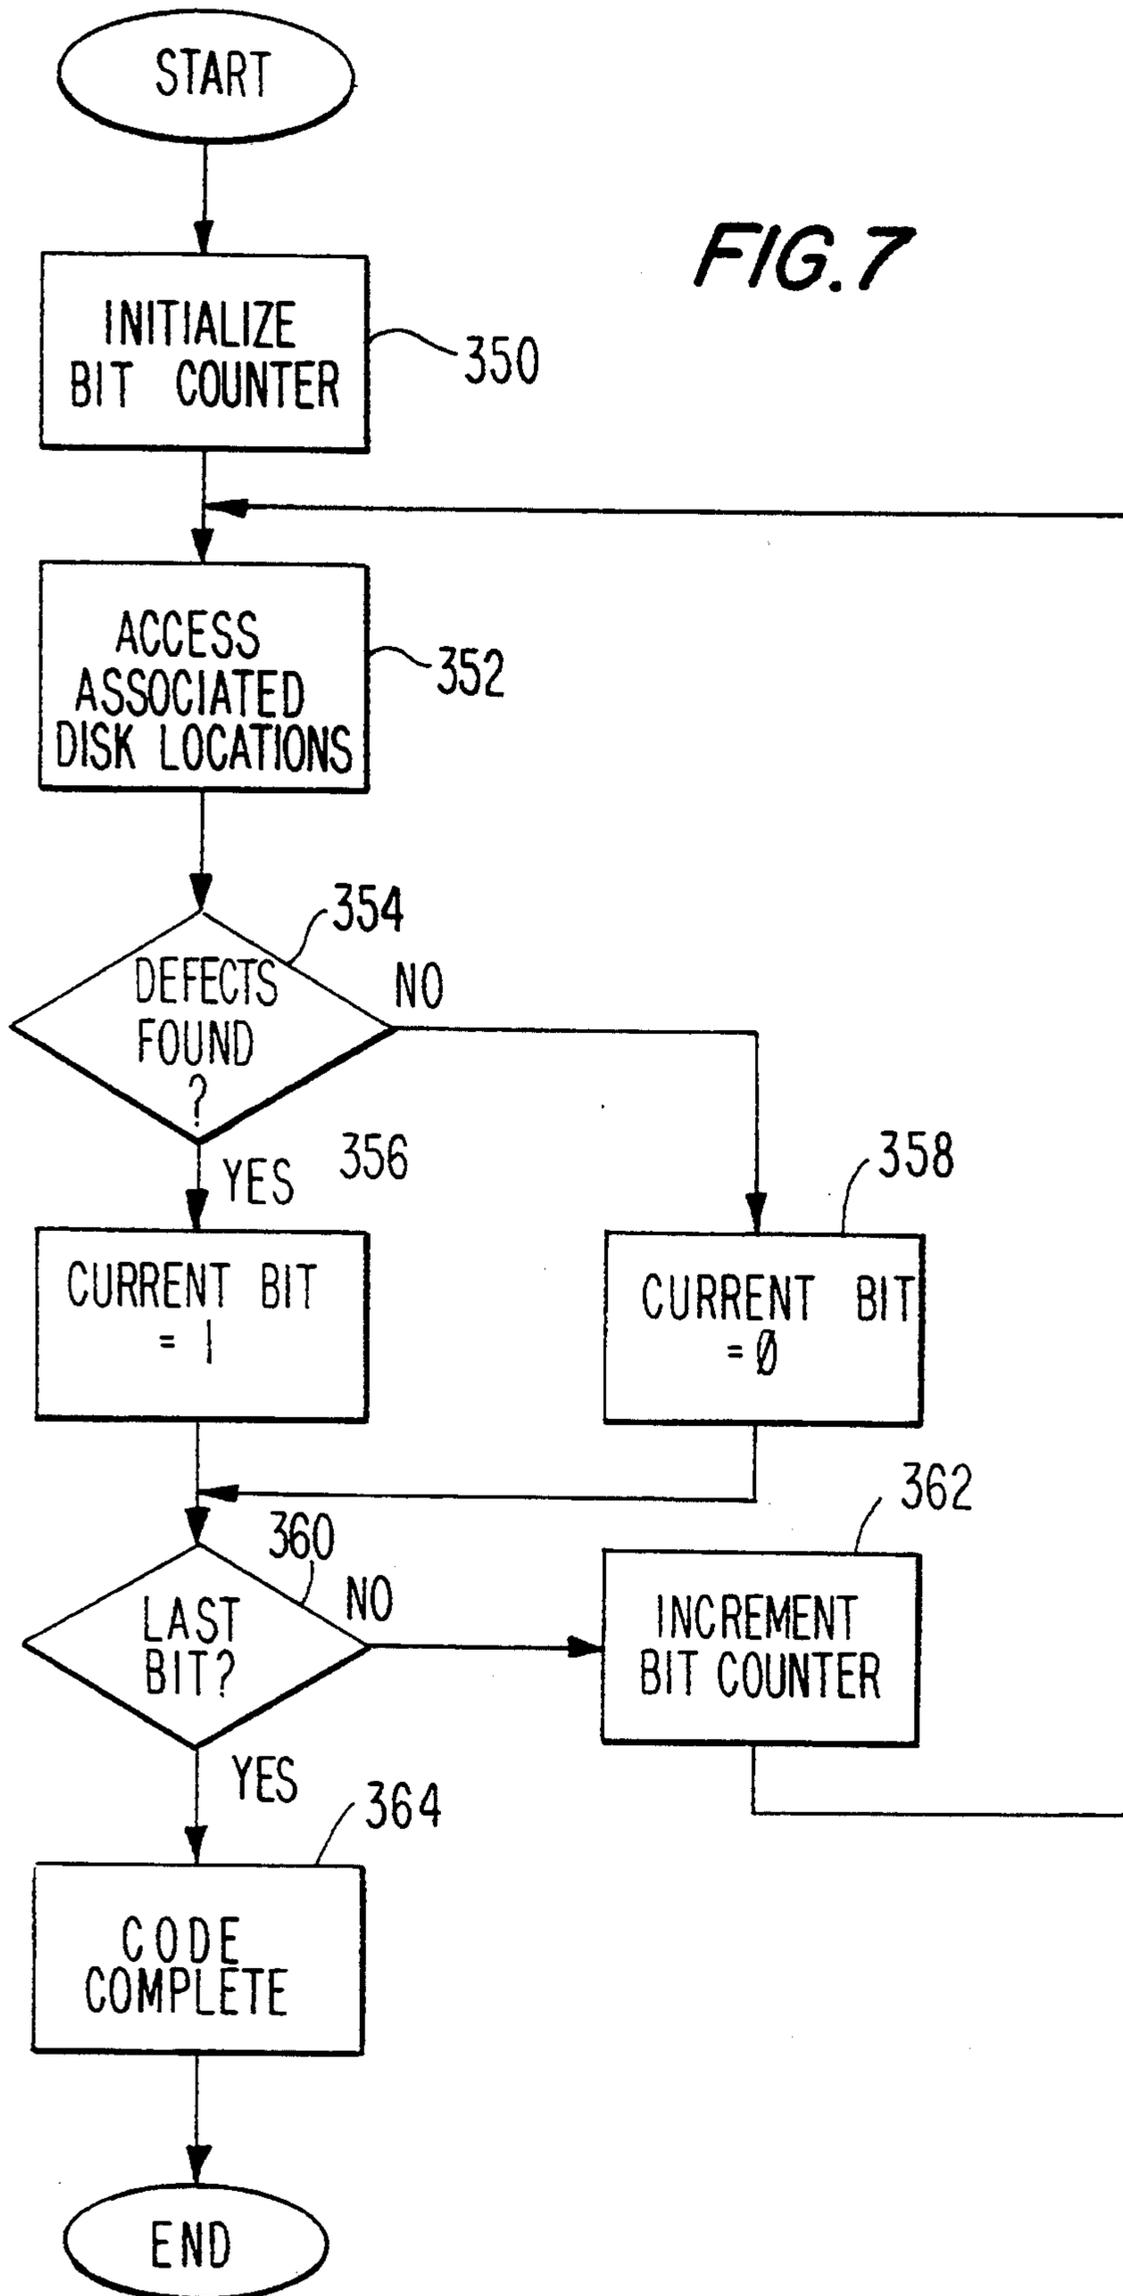 START
FIG.7
INITIALIZE
BIT COUNTER
350
ACCESS
ASSOCIATED
DISK LOCATIONS
352
354
DEFECTS
FOUND
?
NO
YES
356
358
CURRENT BIT
= 1
CURRENT BIT
= Ø
360
362
LAST
BIT?
NO
INCREMENT
BIT COUNTER
YES
364
CODE
COMPLETE
END